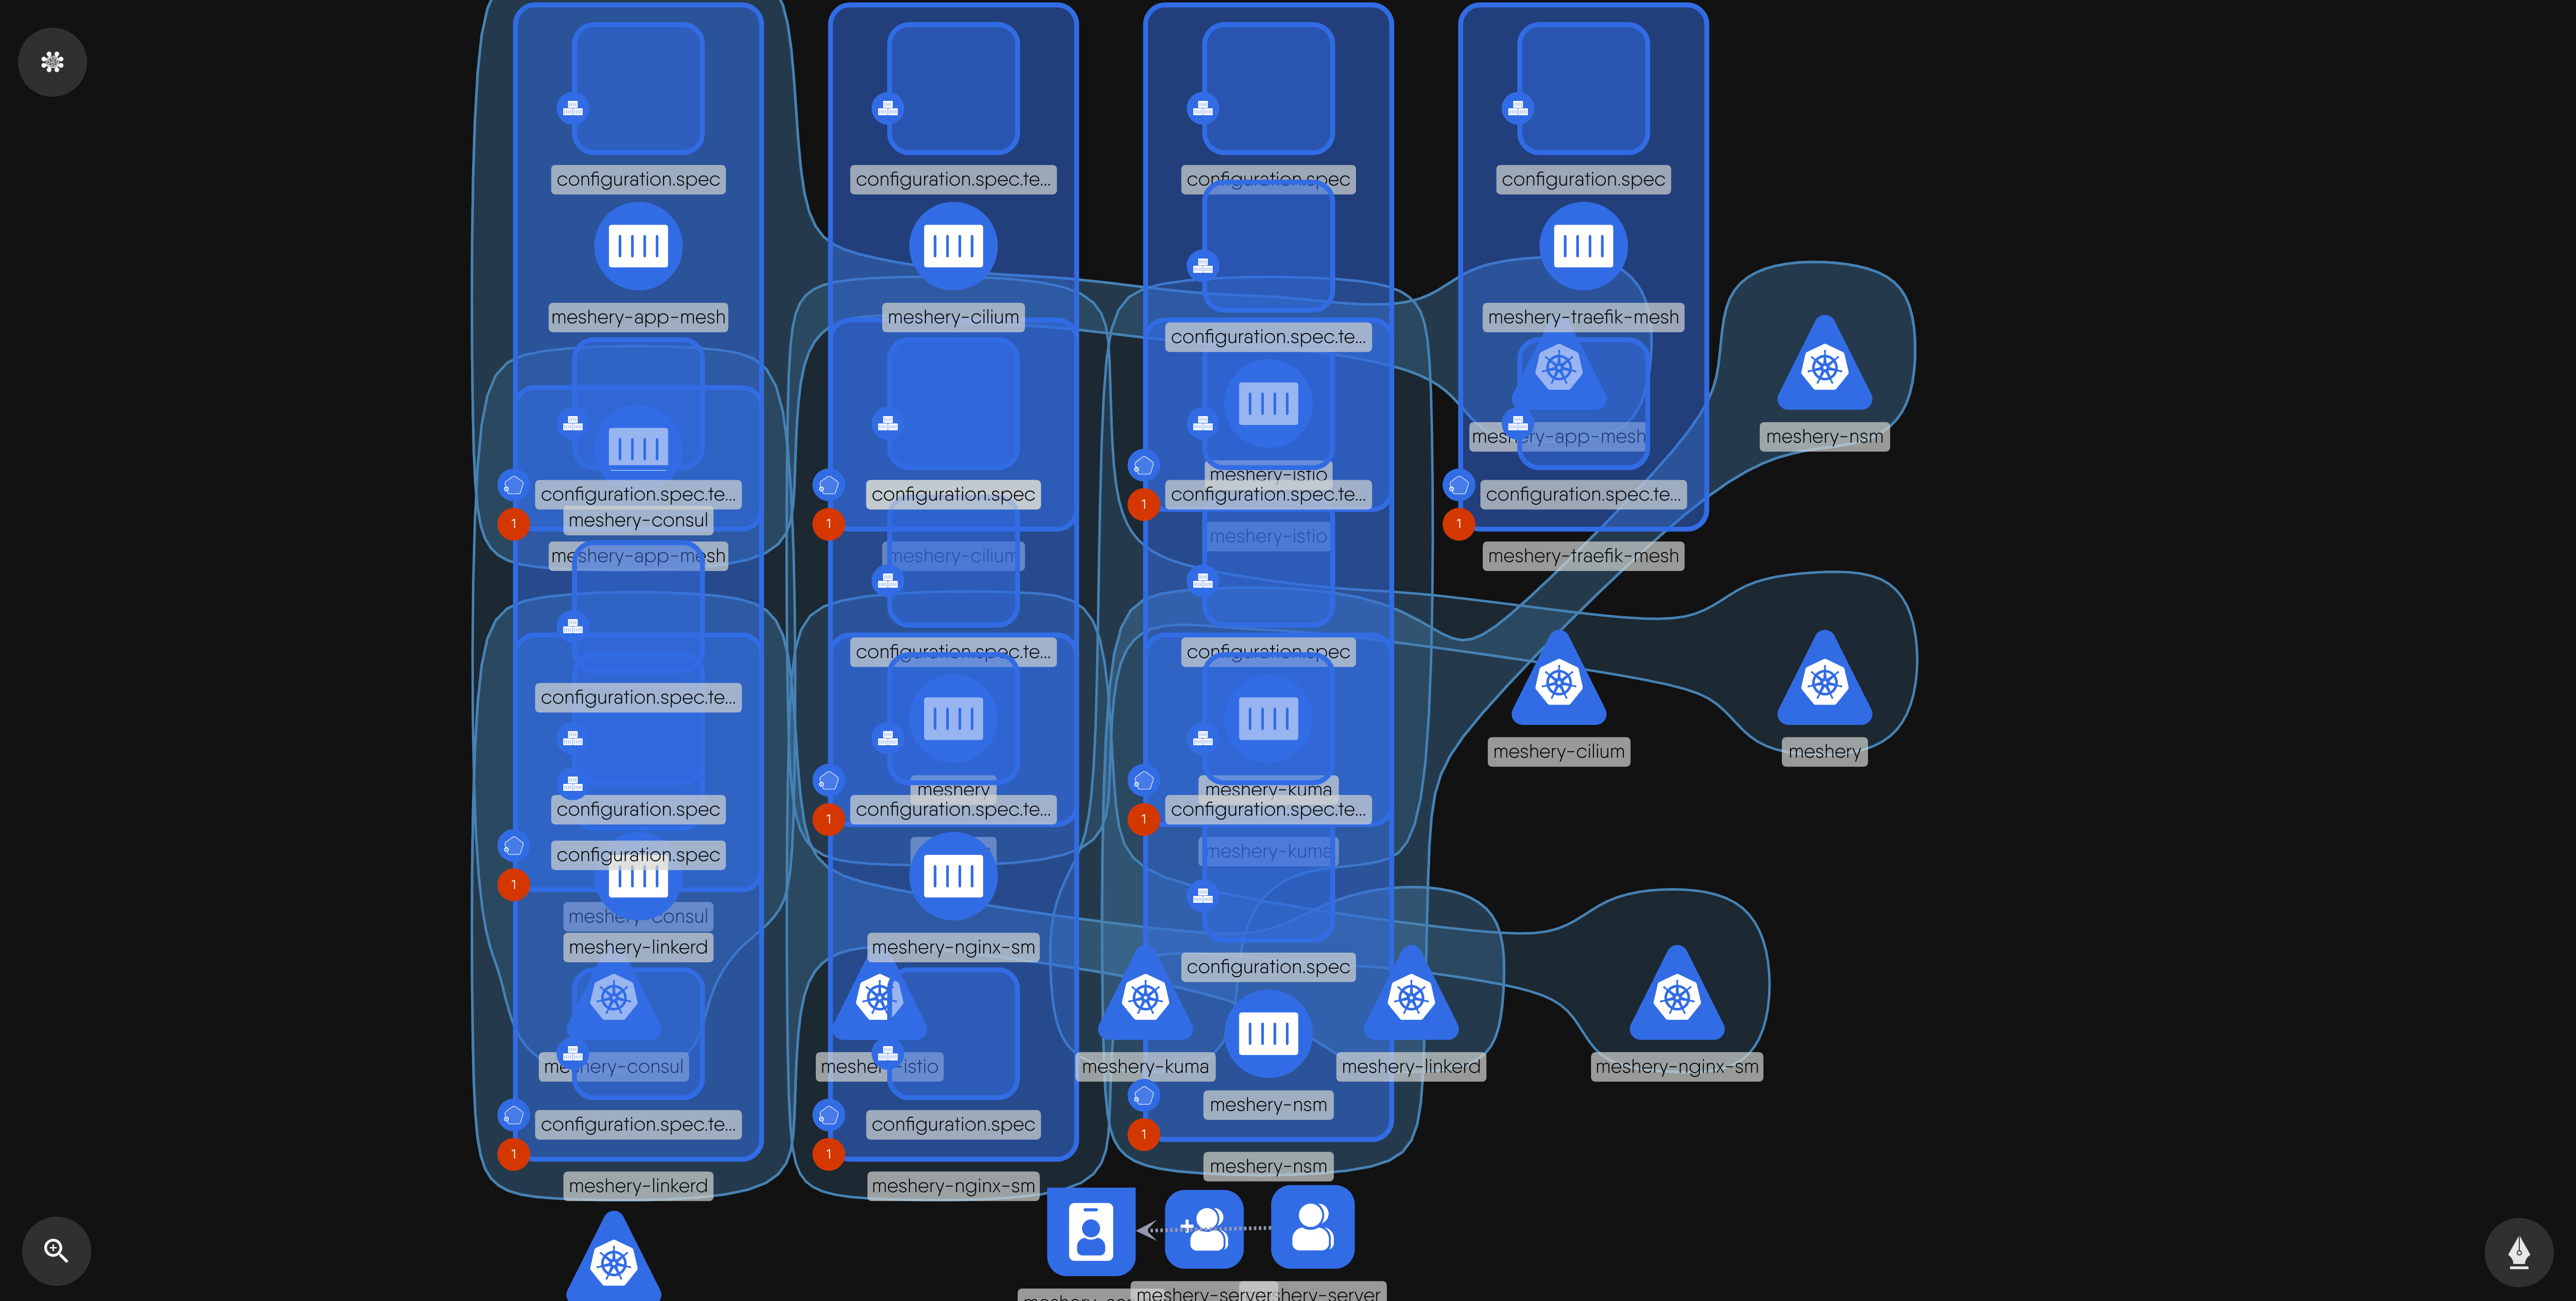 configuration.spec
configuration.spec.te...
configuration.spec
configuration.spec
meshery-app-mesh
meshery-cilium
meshery-traefik-mesh
configuration.spec.te...
meshery-app-mesh
meshery-nsm
meshery-istio
configuration.spec.te...
configuration.spec
configuration.spec.te...
configuration.spec.te...
meshery-consul
1
1
1
1
meshery-app-mesh
meshery-cilium
meshery-istio
meshery-traefik-mesh
configuration.spec.te...
configuration.spec
configuration.spec.te...
meshery-cilium
meshery
meshery
meshery-kuma
configuration.spec
configuration.spec.te...
configuration.spec.te...
1
1
configuration.spec
meshery-kuma
1
meshery-consul
meshery-linkerd
meshery-nginx-sm
configuration.spec
meshery-consul
meshery-istio
meshery-kuma
meshery-linkerd
meshery-nginx-sm
meshery-nsm
configuration.spec.te...
configuration.spec
1
1
1
meshery-linkerd
meshery-nginx-sm
meshery-nsm
meshery-server